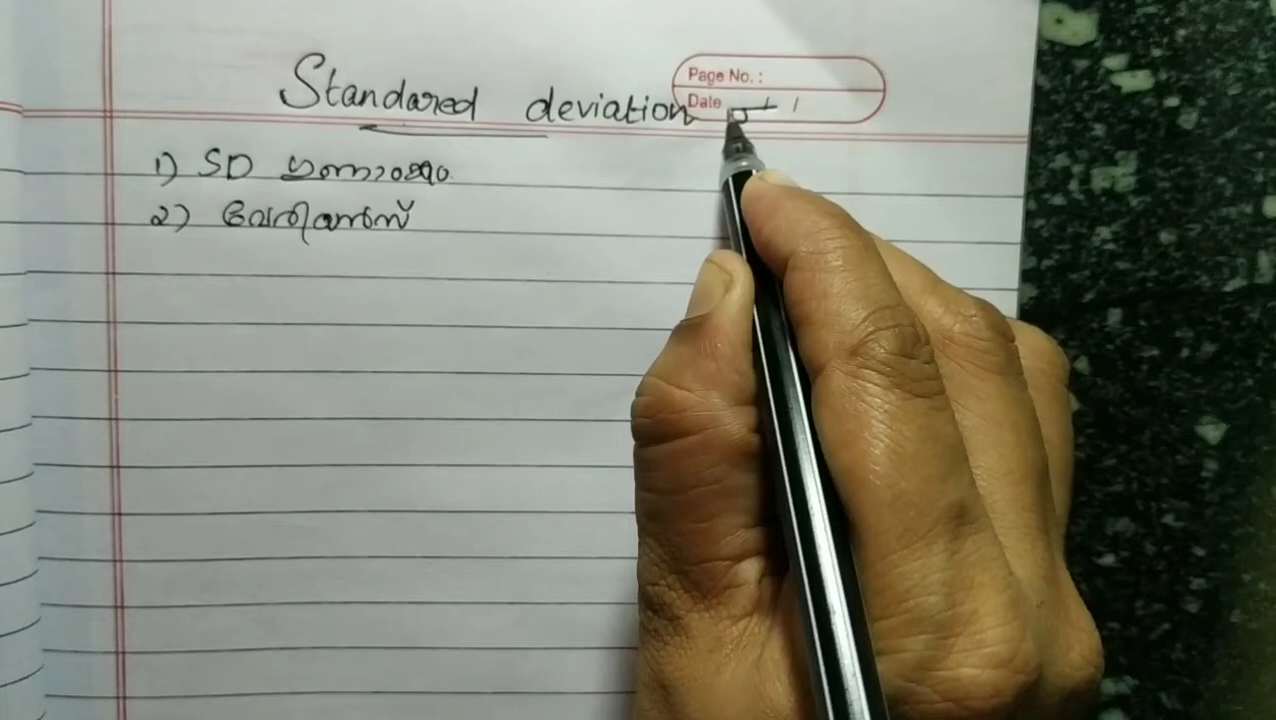 Page No. :
Standared deviation
Date
1) SD
2) വേരിയൻസ്